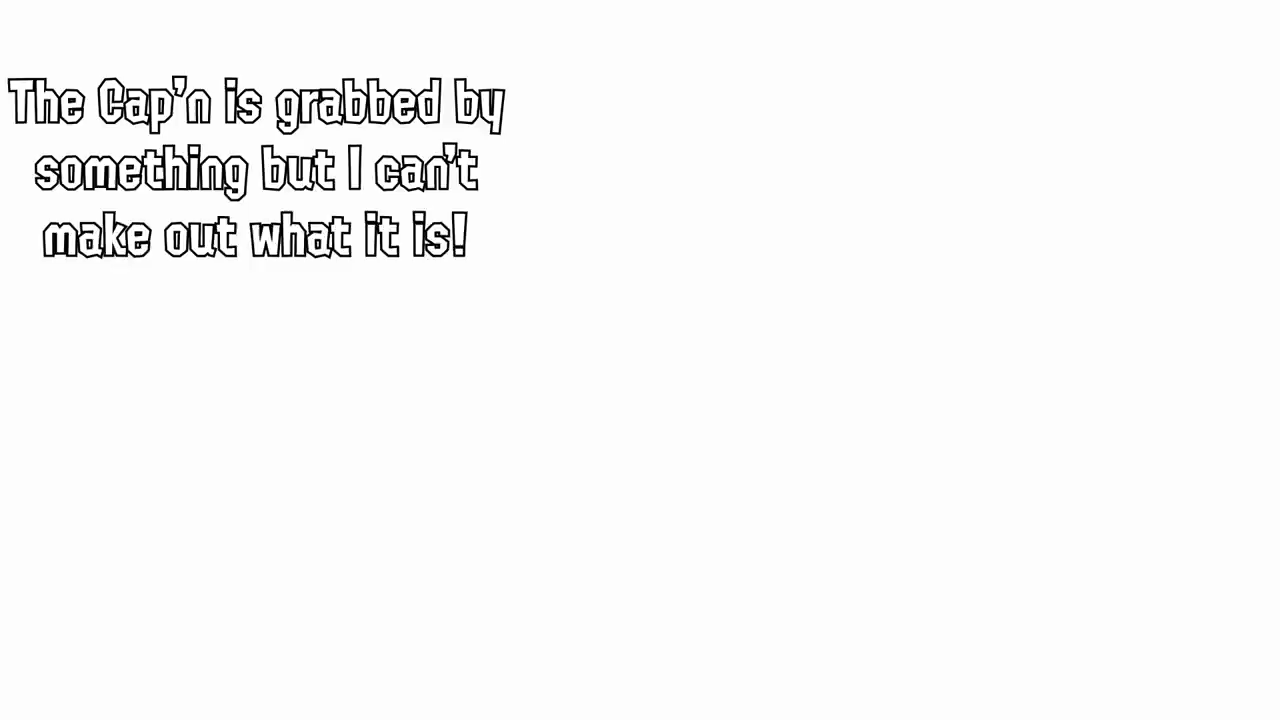 The Cap'n is grabbed by
something but I can't
make out what it is!